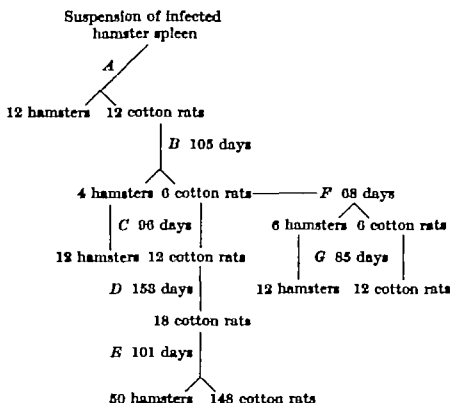 Suspension of infected
hamster spleen
A
12 hamsters 12 cotton rats
B 105 days
4 hamsters 6 cotton rats F 68 days
C 96 days 6 hamsters 6 cotton rats
12 hamsters 12 cotton rats G 85 days
D 153 days 12 hamsters 12 cotton rats
18 cotton rats
E 101 days
50 hamsters 148 cotton rats